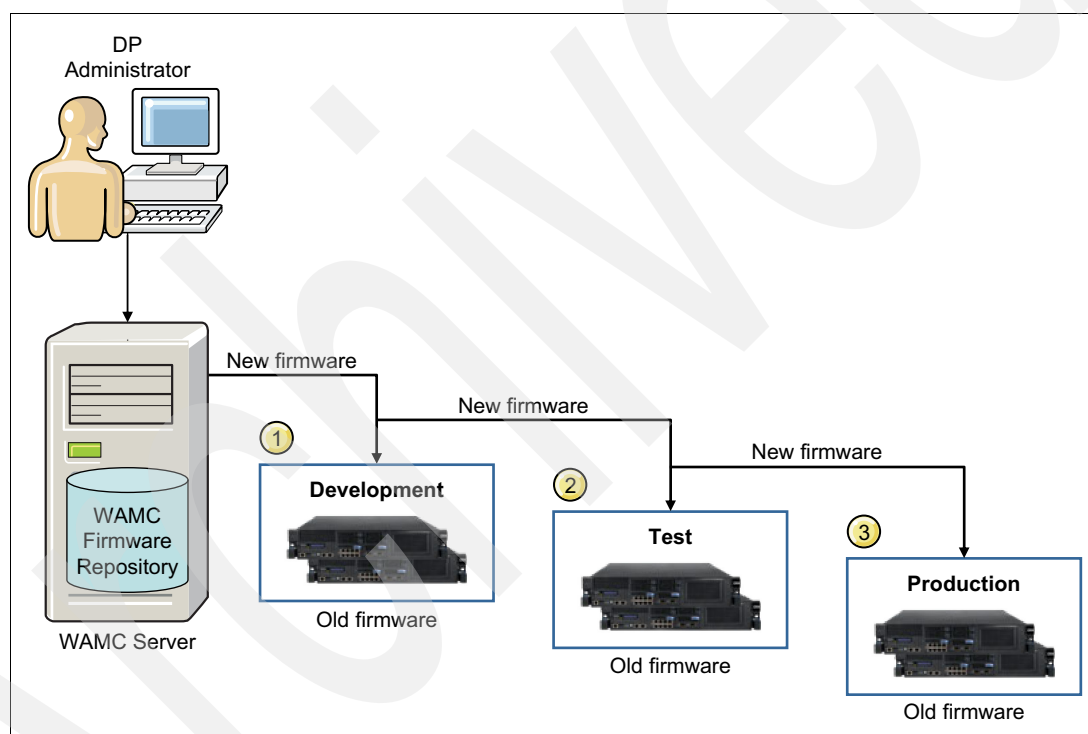 DP
Administrator
New firmware
New firmware
New firmware
1
Development
2
Test
3
Production
WAMC
Firmware
Repository
Old firmware
WAMC Server
Old firmware
Old firmware